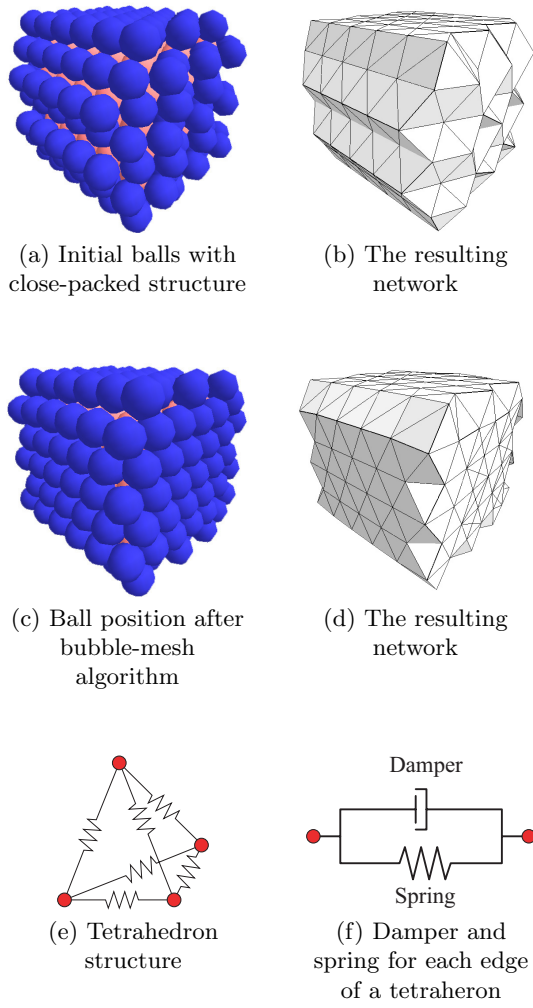 (a) Initial balls with
close-packed structure
(b) The resulting
network
(c) Ball position after
bubble-mesh
algorithm
(d) The resulting
network
Damper
Spring
(e) Tetrahedron
structure
(f) Damper and
spring for each edge
of a tetraheron